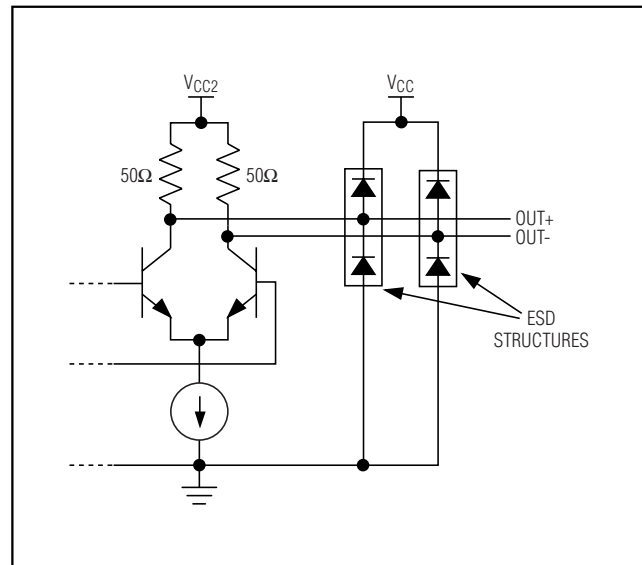 VCC2
VCC
50Ω
50Ω
OUT+
OUT-
ESD
STRUCTURES